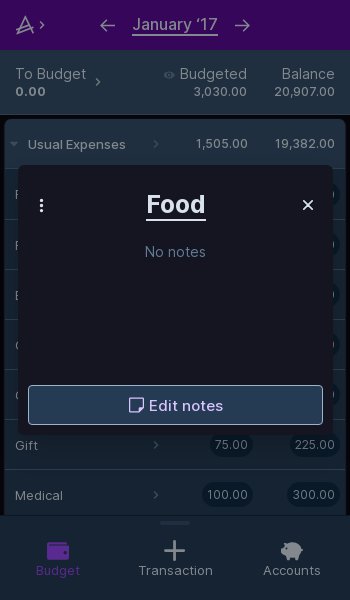 January ‘17
To Budget
0.00
Budgeted
3,030.00
Balance
20,907.00
Usual Expenses 1,505.00 19,382.00
Food
No notes
Edit notes
Gift 75.00 225.00
Medical 100.00 300.00
Budget
Transaction
Accounts